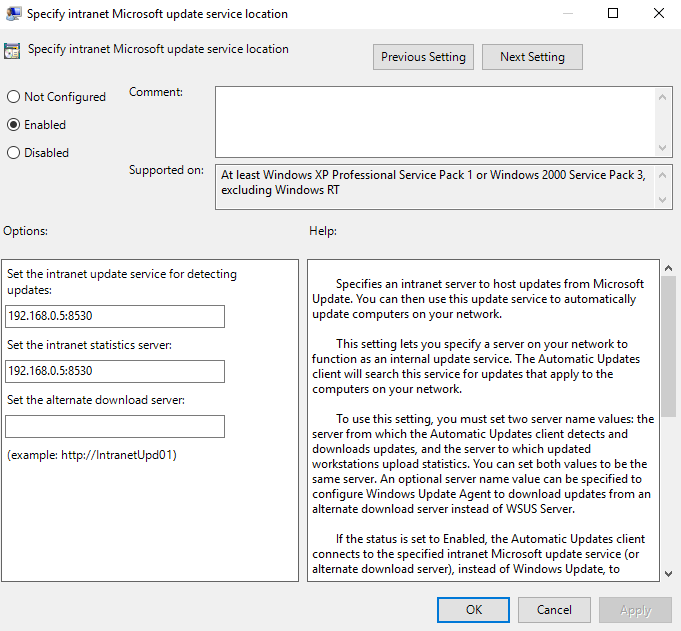 Specify intranet Microsoft update service location
Specify intranet Microsoft update service location
Previous Setting
Next Setting
Not Configured
Enabled
Disabled
Comment:
Supported on:
At least Windows XP Professional Service Pack 1 or Windows 2000 Service Pack 3,
excluding Windows RT
Options:
Help:
Set the intranet update service for detecting
updates:
192.168.0.5:8530
Set the intranet statistics server:
192.168.0.5:8530
Set the alternate download server:
(example: http://IntranetUpd01)
Specifies an intranet server to host updates from Microsoft
Update. You can then use this update service to automatically
update computers on your network.
This setting lets you specify a server on your network to
function as an internal update service. The Automatic Updates
client will search this service for updates that apply to the
computers on your network.
To use this setting, you must set two server name values: the
server from which the Automatic Updates client detects and
downloads updates, and the server to which updated
workstations upload statistics. You can set both values to be the
same server. An optional server name value can be specified to
configure Windows Update Agent to download updates from an
alternate download server instead of WSUS Server.
If the status is set to Enabled, the Automatic Updates client
connects to the specified intranet Microsoft update service (or
alternate download server), instead of Windows Update, to
OK
Cancel
Apply